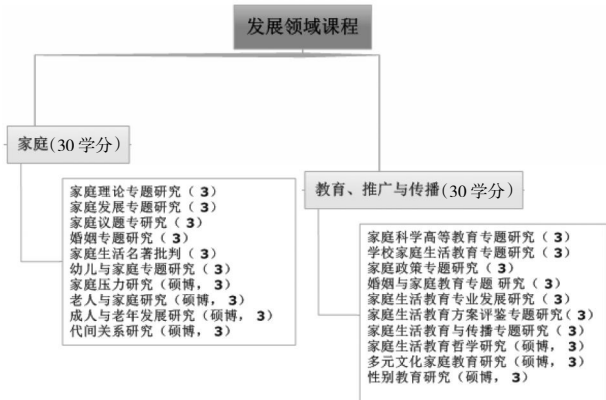 发展领域课程
家庭(30 学分)
家庭理论专题研究( 3)
家庭发展专题研究( 3)
家庭议题专研究( 3)
婚姻专题研究( 3)
家庭生活名著批判( 3)
幼儿与家庭专题研究( 3)
家庭压力研究(硕博, 3)
老人与家庭研究(硕博, 3)
成人与老年发展研究(硕博, 3)
代间关系研究(硕博, 3)
教育、推广与传播(30 学分)
家庭科学高等教育专题研究( 3)
学校家庭生活教育专题研究( 3)
家庭政策专题研究( 3)
婚姻与家庭教育专题 研究( 3)
家庭生活教育专业发展研究( 3)
家庭生活教育方案评鉴专题研究( 3)
家庭生活教育与传播专题研究( 3)
家庭生活教育哲学研究(硕博, 3)
多元文化家庭教育研究(硕博, 3)
性别教育研究(硕博, 3)